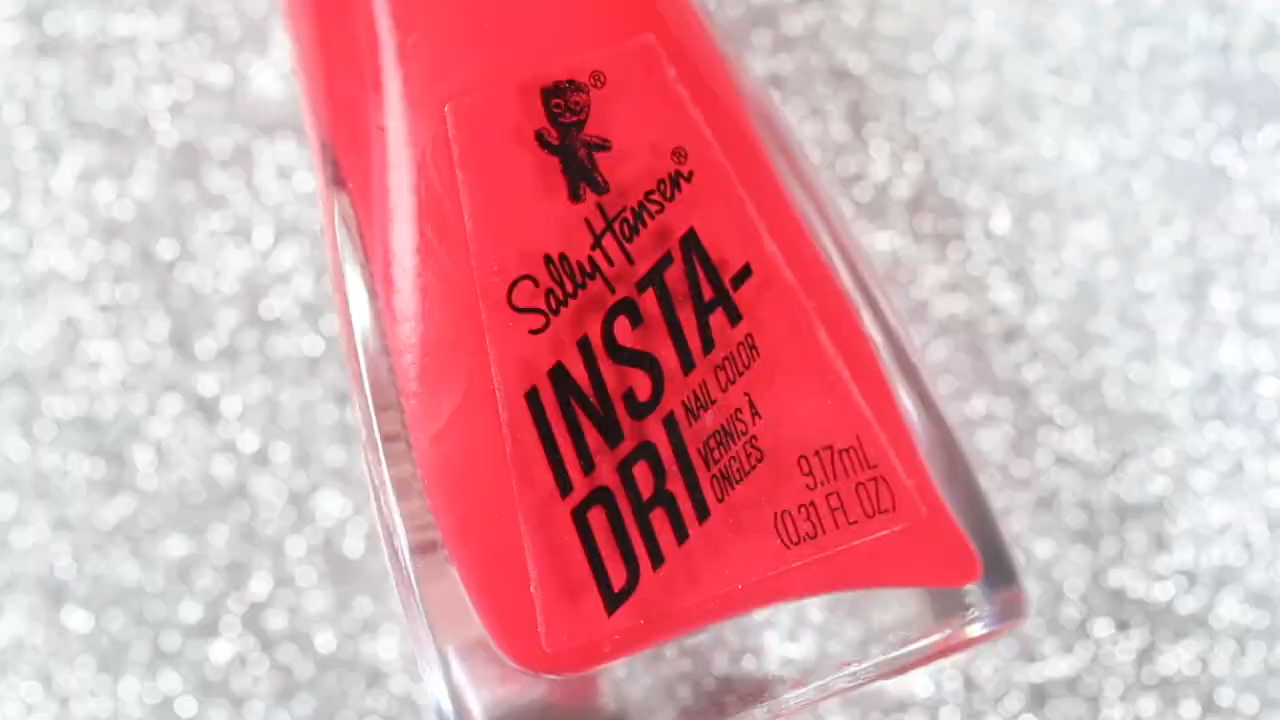 ®
Sally Hansen®
INSTA-
DRI
NAIL COLOR
VERNIS À
ONGLES
9.17mL
(0.31 FL OZ)